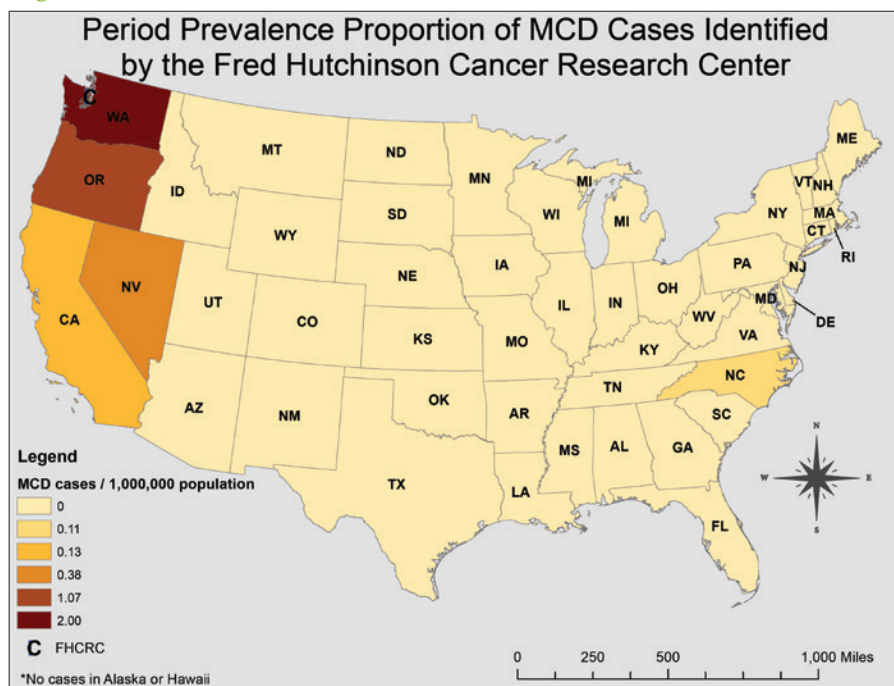 Period Prevalence Proportion of MCD Cases Identified
by the Fred Hutchinson Cancer Research Center
C
WA
OR
ID
MT
ND
MN
MI
ME
VT
NH
WY
SD
WI
MI
NY
MA
CT
RI
NV
CA
UT
CO
NE
IA
IL
IN
OH
PA
NJ
MD
DE
WV
VA
KS
MO
KY
AZ
NM
OK
AR
TN
NC
SC
TX
LA
MS
AL
GA
FL
N
W
E
S
Legend
MCD cases / 1,000,000 population
0
0.11
0.13
0.38
1.07
2.00
C FHCRC
*No cases in Alaska or Hawaii
0 250 500 1,000 Miles